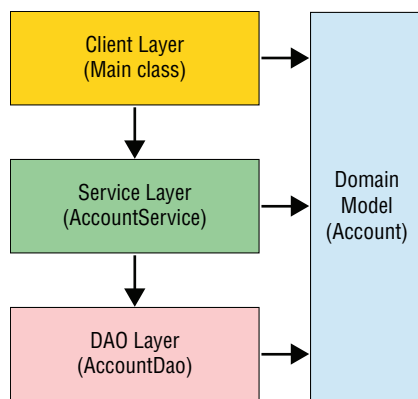 Client Layer
(Main class)
Service Layer
(AccountService)
DAO Layer
(AccountDao)
Domain
Model
(Account)